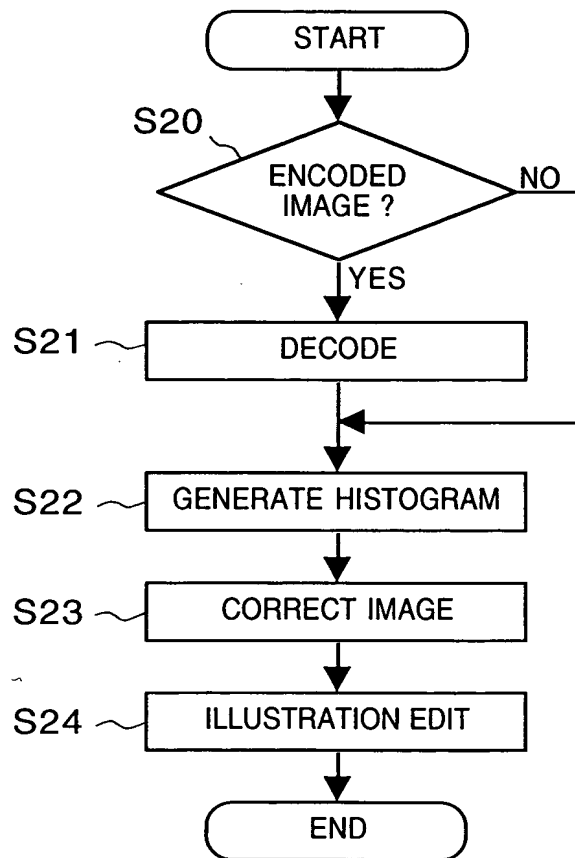 START
S20
ENCODED
IMAGE ?
NO
YES
S21
DECODE
S22
GENERATE HISTOGRAM
S23
CORRECT IMAGE
S24
ILLUSTRATION EDIT
END